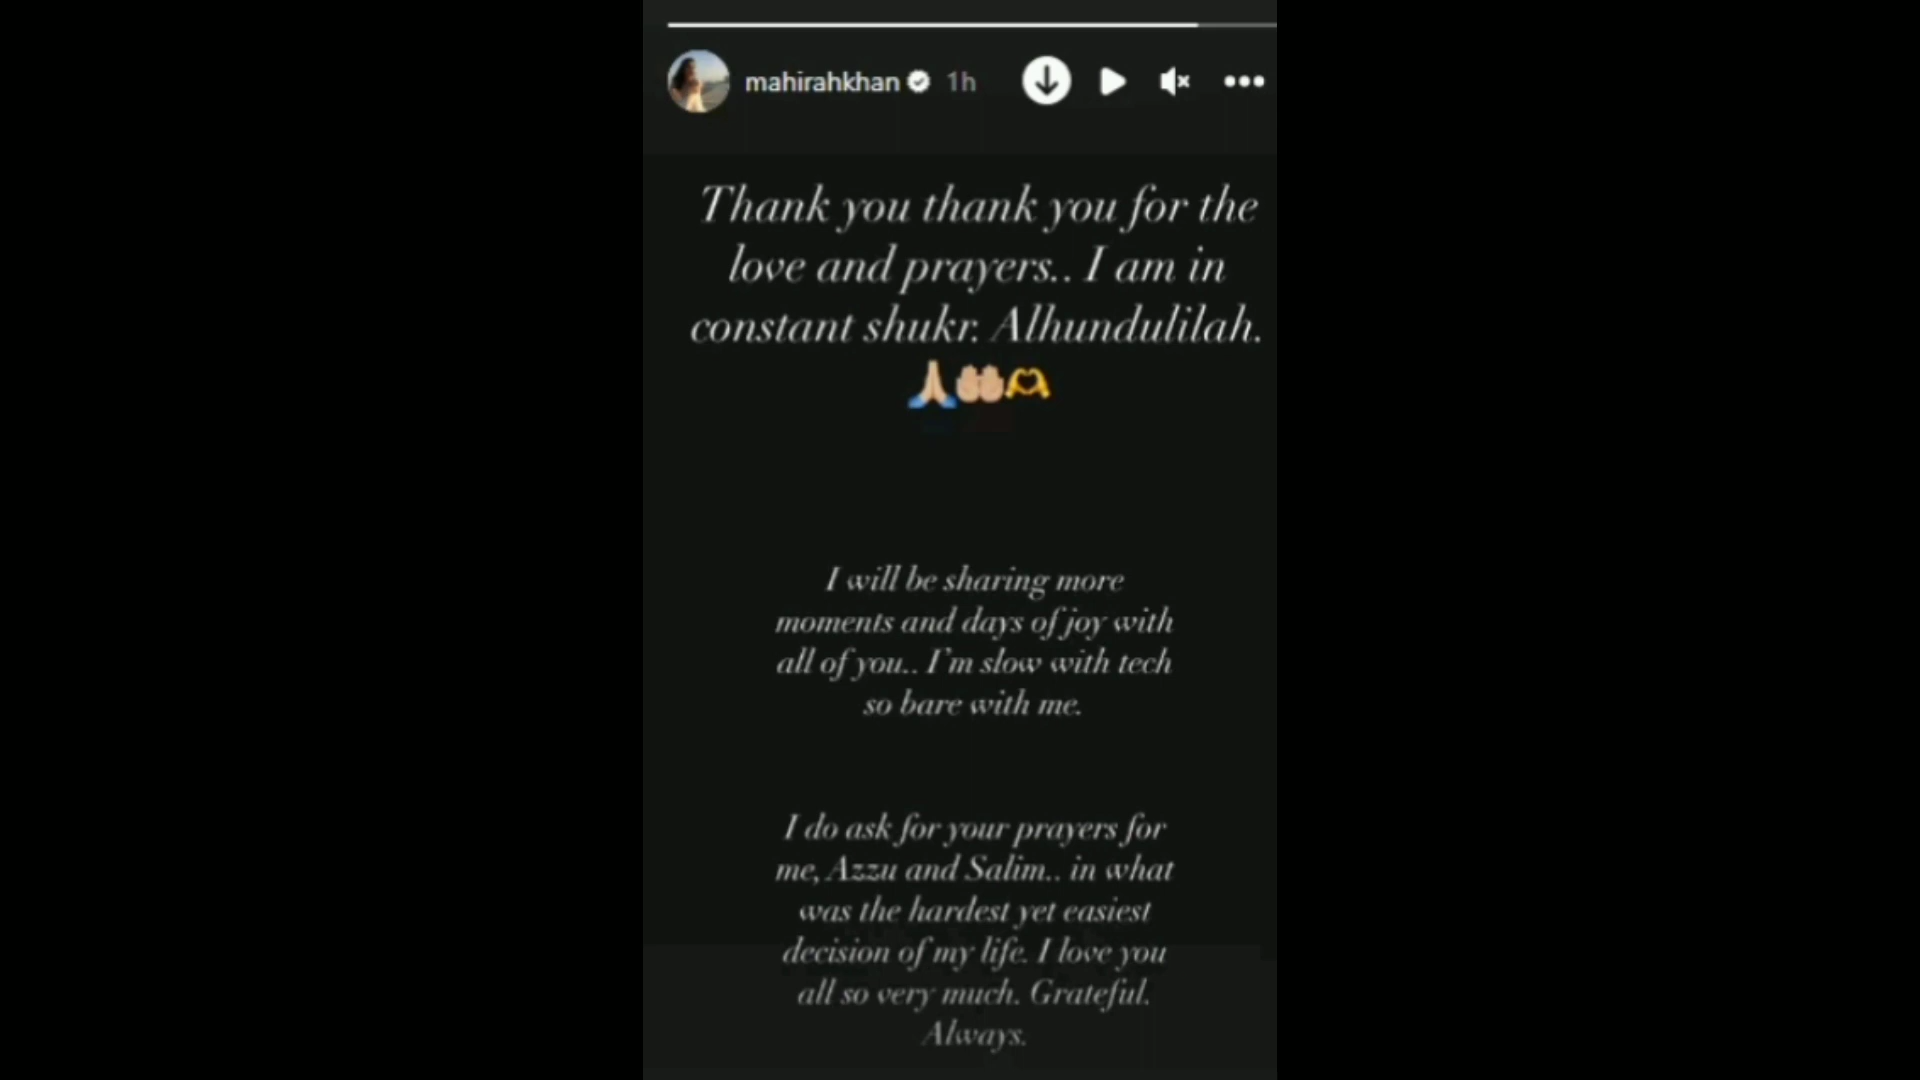 mahirahkhan 1h
Thank you thank you for the
love and prayers.. I am in
constant shukr. Alhundulilah.
🙏🏼🤲🏼🫶
I will be sharing more
moments and days of joy with
all of you.. I'm slow with tech
so bare with me.
I do ask for your prayers for
me, Azzu and Salim.. in what
was the hardest yet easiest
decision of my life. I love you
all so very much. Grateful.
Always.